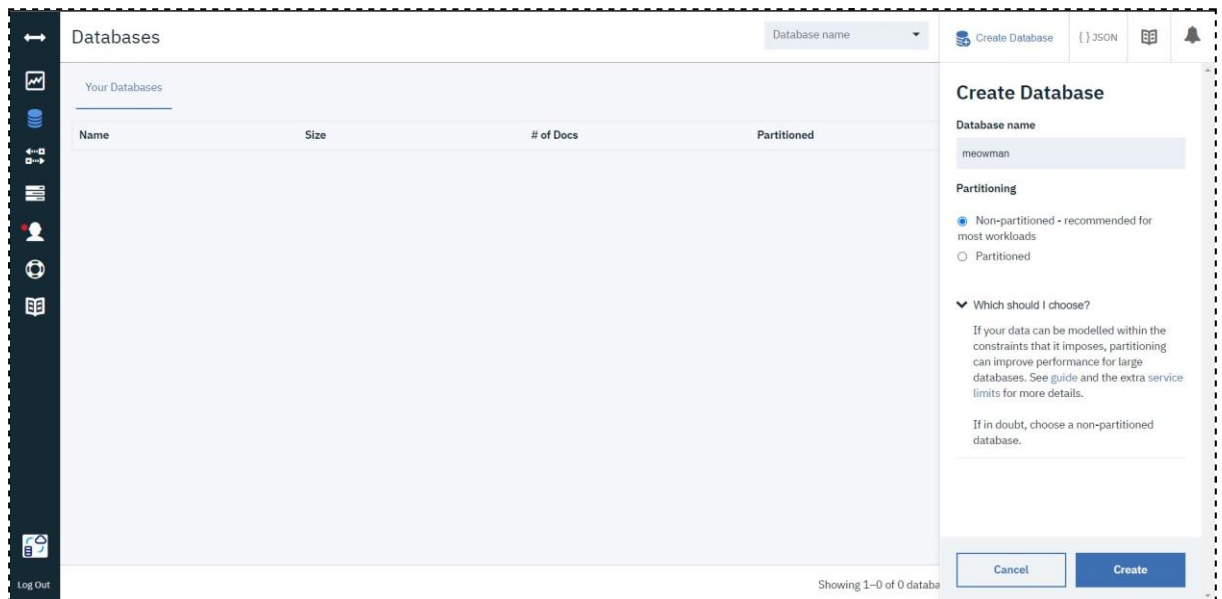 Databases
Database name
Create Database
{ } JSON
Your Databases
Name
Size
# of Docs
Partitioned
Showing 1–0 of 0 databa
Log Out
Create Database
Database name
meowman
Partitioning
Non-partitioned - recommended for
most workloads
Partitioned
Which should I choose?
If your data can be modelled within the
constraints that it imposes, partitioning
can improve performance for large
databases. See guide and the extra service
limits for more details.
If in doubt, choose a non-partitioned
database.
Cancel
Create